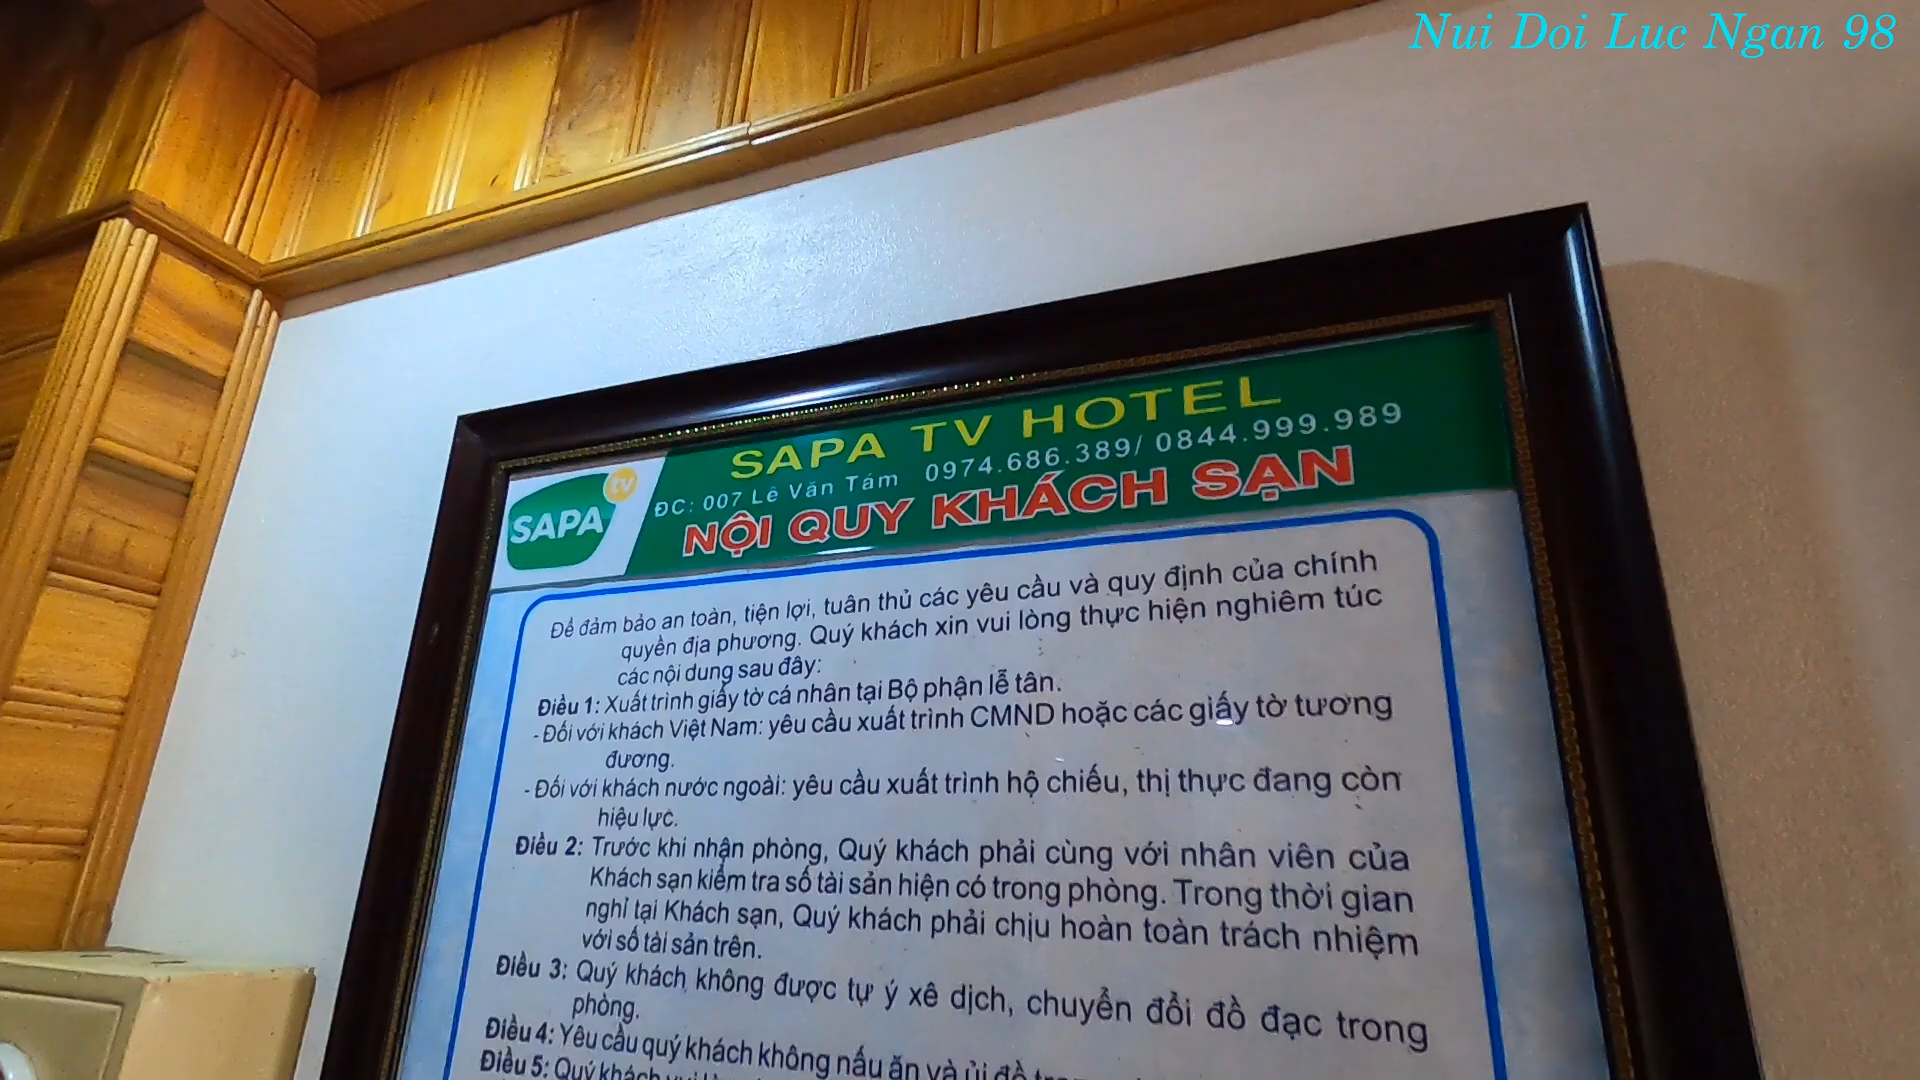 Nui Doi Luc Ngan 98
SAPA TV HOTEL
ĐC: 007 Lê Văn Tám 0974.686.389/ 0844.999.989
SAPA tv
NỘI QUY KHÁCH SẠN
Để đảm bảo an toàn, tiện lợi, tuân thủ các yêu cầu và quy định của chính
quyền địa phương. Quý khách xin vui lòng thực hiện nghiêm túc
các nội dung sau đây:
Điều 1: Xuất trình giấy tờ cá nhân tại Bộ phận lễ tân.
- Đối với khách Việt Nam: yêu cầu xuất trình CMND hoặc các giấy tờ tương
đương.
- Đối với khách nước ngoài: yêu cầu xuất trình hộ chiếu, thị thực đang còn
hiệu lực.
Điều 2: Trước khi nhận phòng, Quý khách phải cùng với nhân viên của
Khách sạn kiểm tra số tài sản hiện có trong phòng. Trong thời gian
nghỉ tại Khách sạn, Quý khách phải chịu hoàn toàn trách nhiệm
với số tài sản trên.
Điều 3: Quý khách không được tự ý xê dịch, chuyển đổi đồ đạc trong
phòng.
Điều 4: Yêu cầu quý khách không nấu ăn và ủi đồ
Điều 5: Quý khách vui